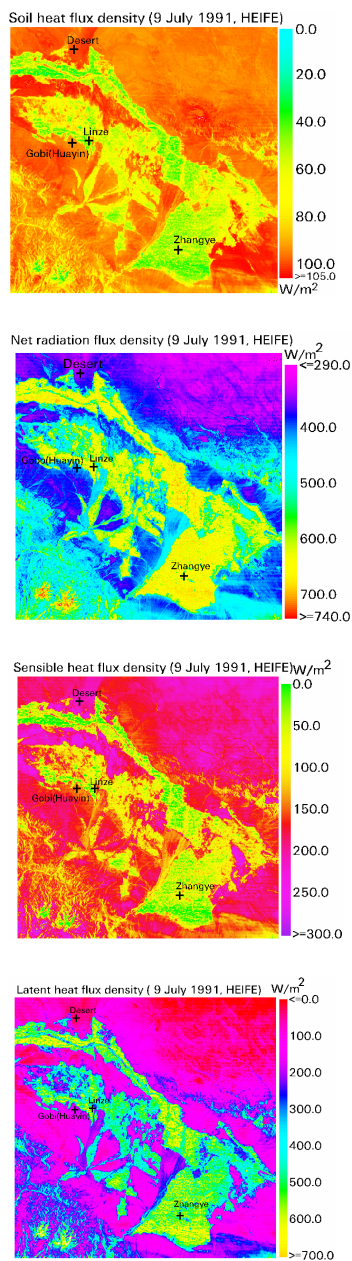 Soil heat flux density (9 July 1991, HEIFE)
Desert
Linze
Gobi(Huayin)
Zhangye
0.0
20.0
40.0
60.0
80.0
100.0
>=105.0
W/m2
Net radiation flux density (9 July 1991, HEIFE)
W/m2
Desert
Gobi(Huayin)
Linze
Zhangye
<=290.0
400.0
500.0
600.0
700.0
>=740.0
Sensible heat flux density (9 July 1991, HEIFE)
W/m2
Desert
Linze
Gobi(Huayin)
Zhangye
0.0
50.0
100.0
150.0
200.0
250.0
>=300.0
Latent heat flux density ( 9 July 1991, HEIFE)
W/m2
Desert
Linze
Gobi(Huayin)
Zhangye
<=0.0
100.0
200.0
300.0
400.0
500.0
600.0
>=700.0